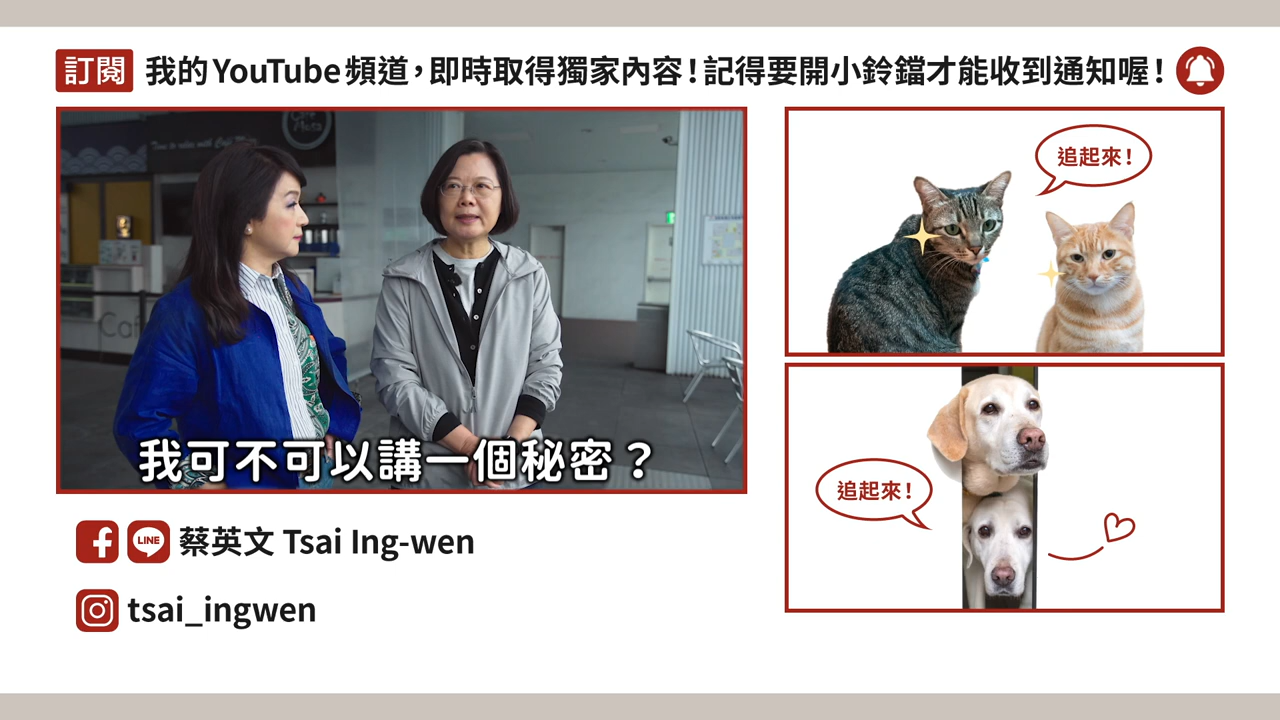 訂閱 我的YouTube頻道，即時取得獨家內容！記得要開小鈴鐺才能收到通知喔！
追起來！
我可不可以講一個秘密？
追起來！
LINE 蔡英文 Tsai Ing-wen
tsai_ingwen